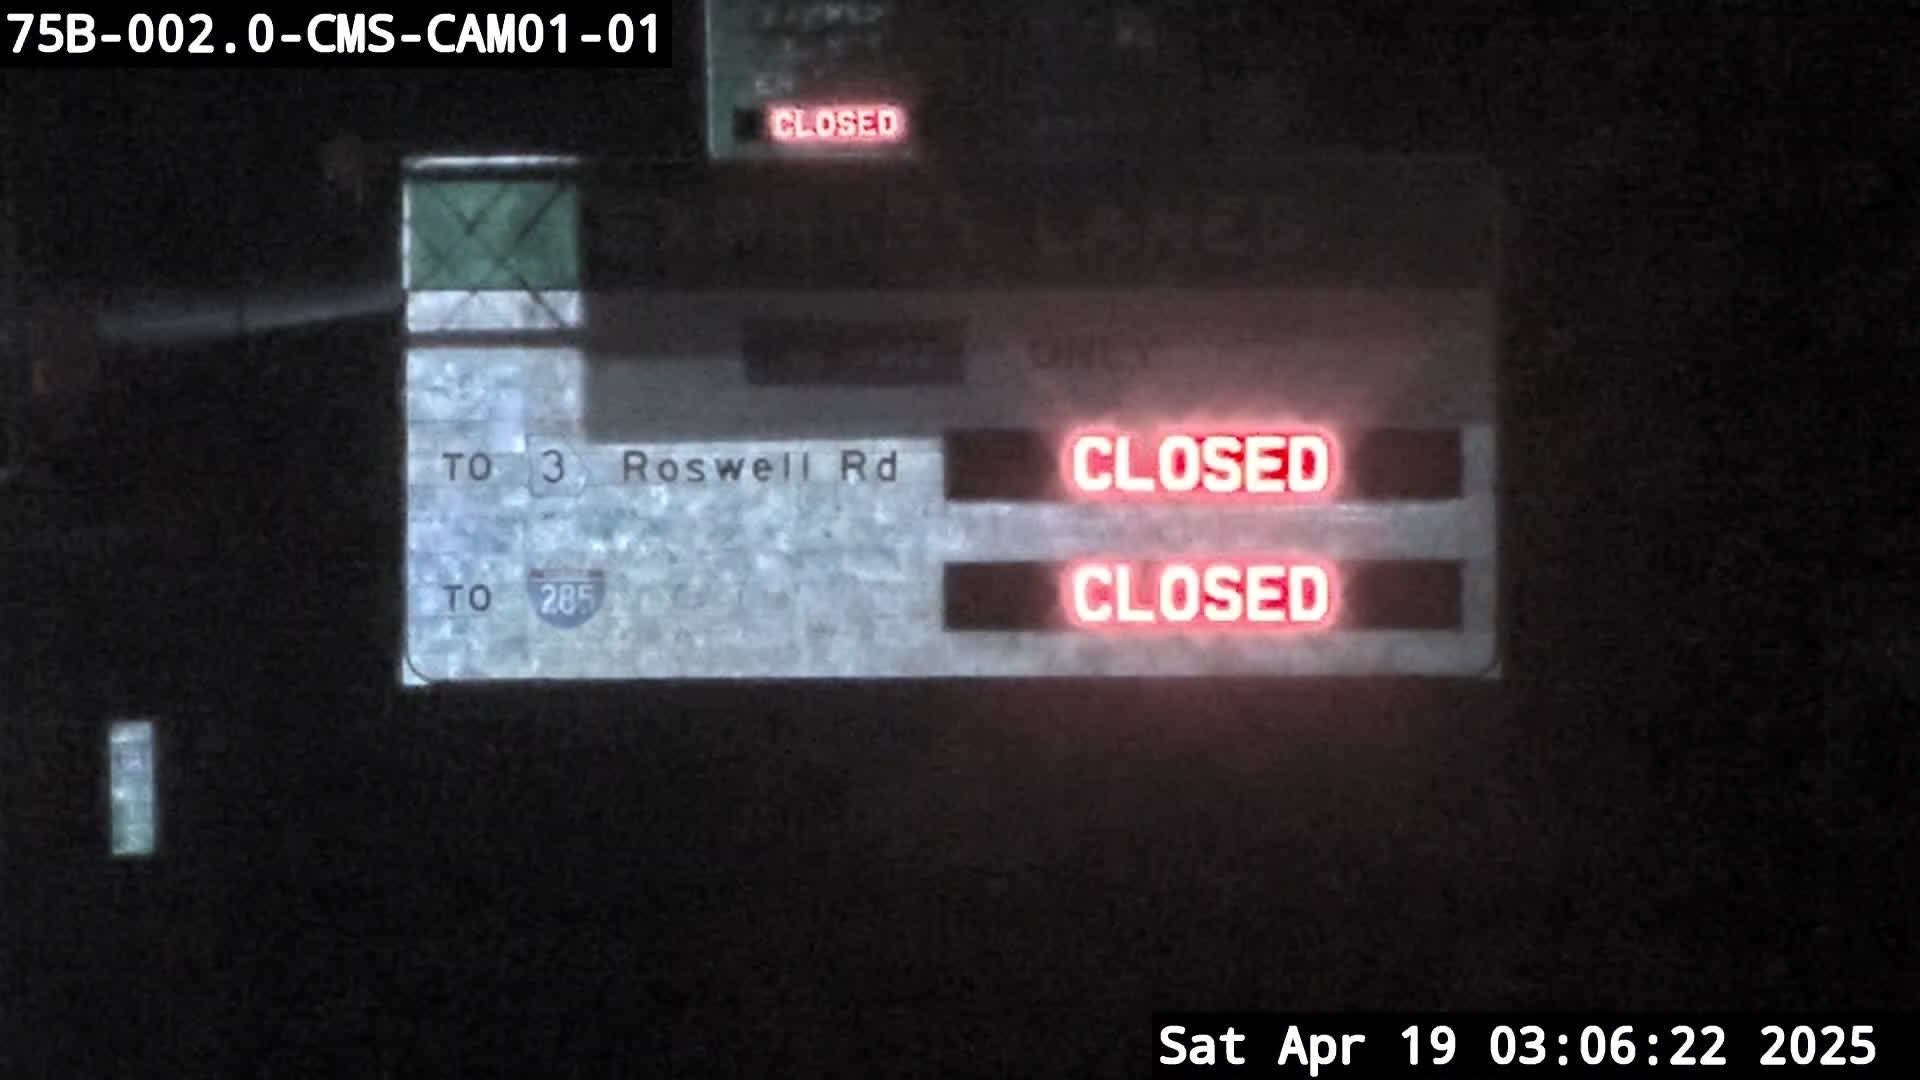 75B-002.0-CMS-CAM01-01
CLOSED
ONLY
TO 3 Roswell Rd CLOSED
TO 285 CLOSED
Sat Apr 19 03:06:22 2025